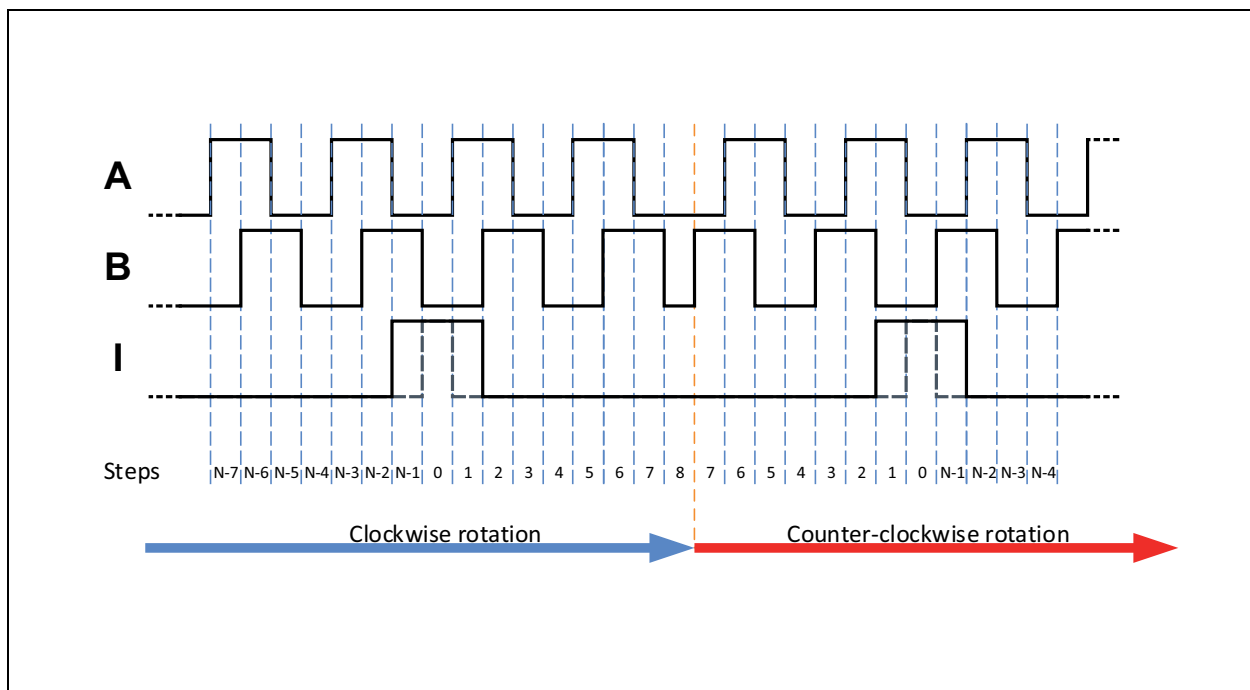 A
B
I
Steps N-7 N-6 N-5 N-4 N-3 N-2 N-1 0 1 2 3 4 5 6 7 8 7 6 5 4 3 2 1 0 N-1 N-2 N-3 N-4
Clockwise rotation Counter-clockwise rotation